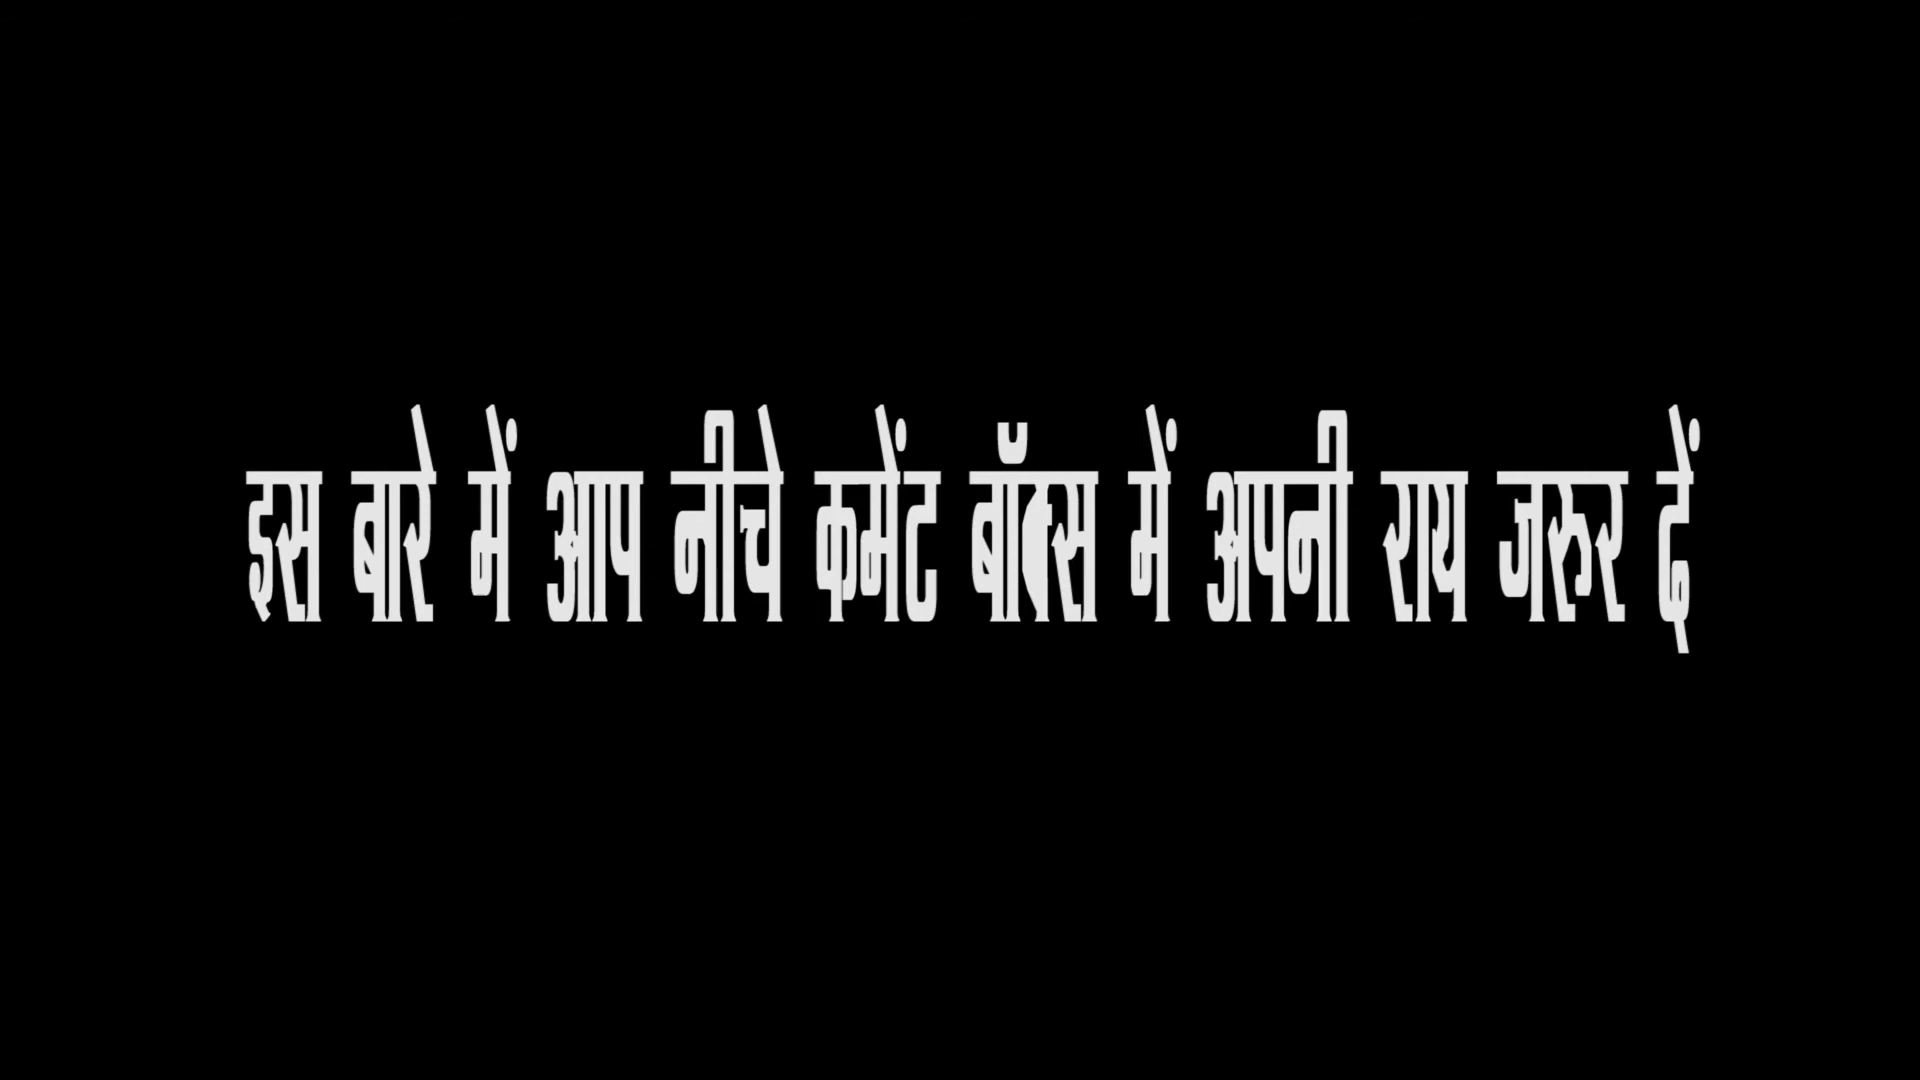 इस बारे में आप नीचे कमेंट बॉक्स में अपनी राय जरूर दें